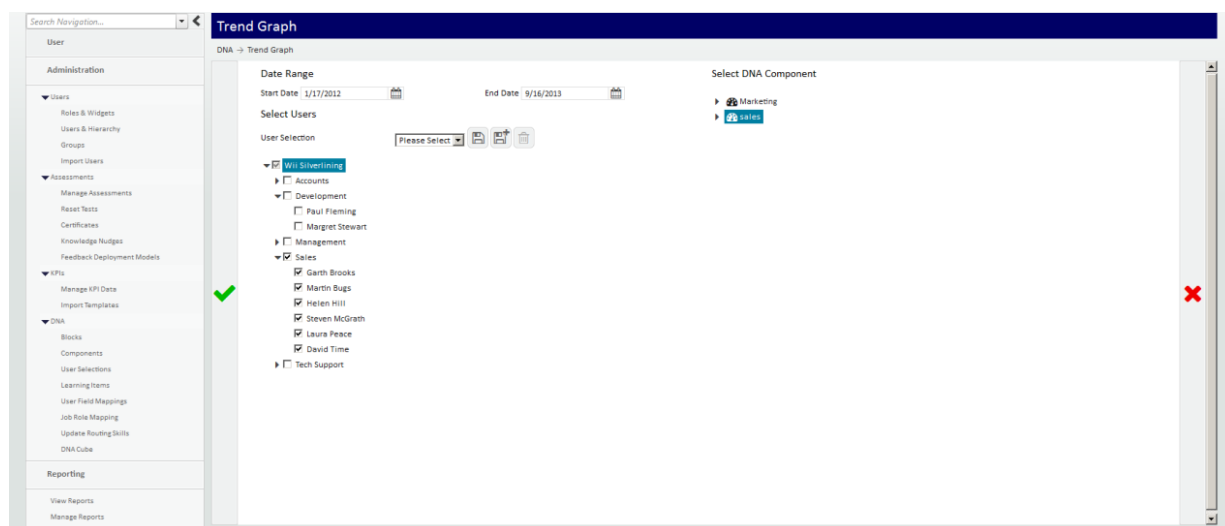 Search Navigation...
User
Administration
Users
Roles & Widgets
Users & Hierarchy
Groups
Import Users
Assessments
Manage Assessments
Reset Tests
Certificates
Knowledge Nudges
Feedback Deployment Models
KPIs
Manage KPI Data
Import Templates
DNA
Blocks
Components
User Selections
Learning Items
User Field Mappings
Job Role Mapping
Update Routing Skills
DNA Cube
Reporting
View Reports
Manage Reports
Trend Graph
DNA → Trend Graph
Date Range
Start Date 1/17/2012 End Date 9/16/2013
Select Users
User Selection Please Select
Wii Silverlining
Accounts
Development
Paul Fleming
Margret Stewart
Management
Sales
Garth Brooks
Martin Bugs
Helen Hill
Steven McGrath
Laura Peace
David Time
Tech Support
Select DNA Component
Marketing
sales